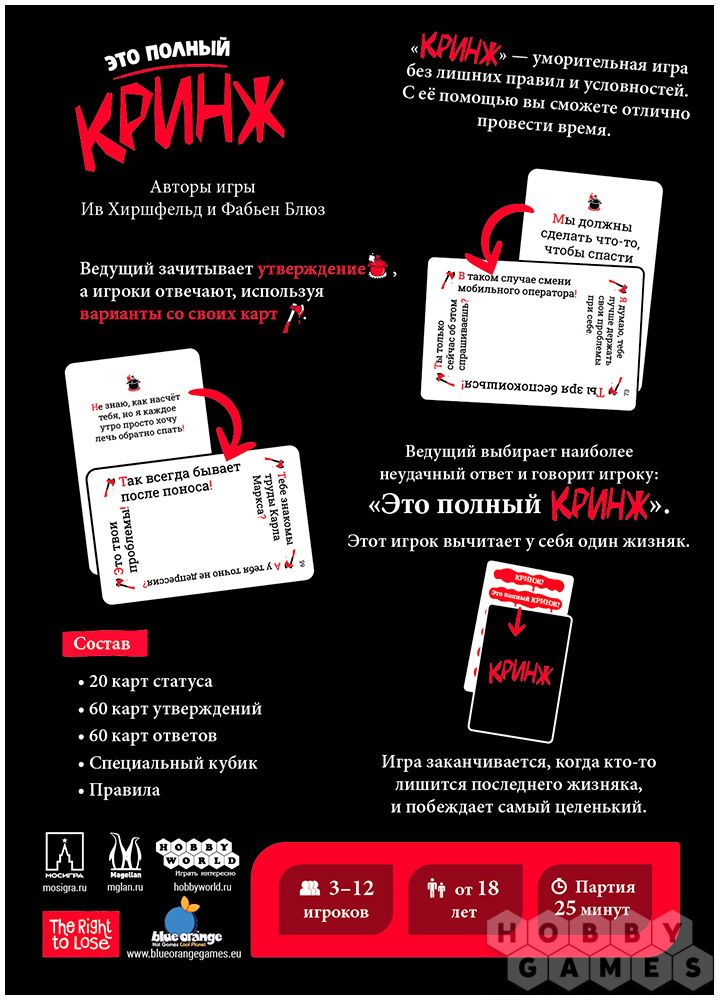 ЭТО ПОЛНЫЙ
КРИНЖ
Авторы игры
Ив Хиршфельд и Фабьен Блюз
«КРИНЖ» — уморительная игра
без лишних правил и условностей.
С её помощью вы сможете отлично
провести время.
Ведущий зачитывает утверждение,
а игроки отвечают, используя
варианты со своих карт
Мы должны
сделать что-то,
чтобы спасти
В таком случае смени
мобильного оператора!
Я думаю, тебе
лучше держать
свои проблемы
при себе.
Ты зря беспокоишься!
Ты только
сейчас об этом
спрашиваешь?
73
Не знаю, как насчёт
тебя, но я каждое
утро просто хочу
лечь обратно спать!
Так всегда бывает
после поноса!
Тебе знакомы
труды Карла
Маркса?
А у тебя точно не депрессия?
Это твои
проблемы!
Ведущий выбирает наиболее
неудачный ответ и говорит игроку:
«Это полный КРИНЖ».
Этот игрок вычитает у себя один жизняк.
КРИНЖ!
Это полный КРИНЖ!
КРИНЖ
Состав
• 20 карт статуса
• 60 карт утверждений
• 60 карт ответов
• Специальный кубик
• Правила
Игра заканчивается, когда кто-то
лишится последнего жизняка,
и побеждает самый целенький.
МОСИГРА
mosigra.ru
Magellan
mglan.ru
HOBBY
WORLD
Играть интересно
hobbyworld.ru
The Right
to Lose
blue orange
Hot Games Cool Planet
www.blueorangegames.eu
3–12
игроков
от 18
лет
Партия
25 минут
HOBBY
GAMES